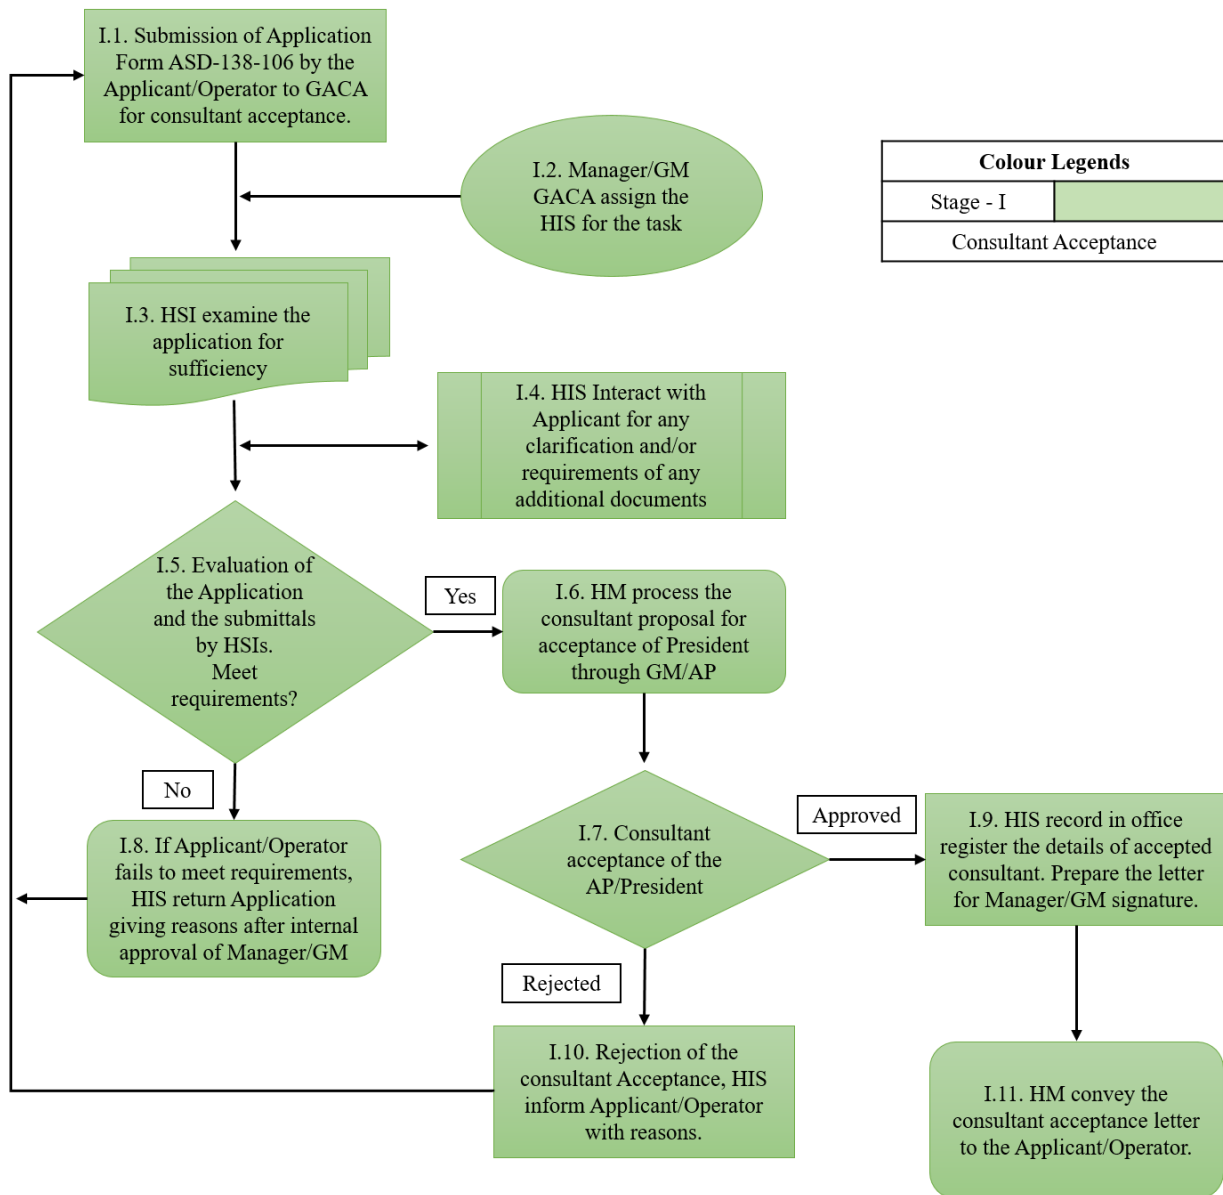 I.1. Submission of Application
Form ASD-138-106 by the
Applicant/Operator to GACA
for consultant acceptance.
I.2. Manager/GM
GACA assign the
HIS for the task
Colour Legends
Stage - I
Consultant Acceptance
I.3. HSI examine the
application for
sufficiency
I.4. HIS Interact with
Applicant for any
clarification and/or
requirements of any
additional documents
I.5. Evaluation of
the Application
and the submittals
by HSIs.
Meet
requirements?
Yes
I.6. HM process the
consultant proposal for
acceptance of President
through GM/AP
No
I.8. If Applicant/Operator
fails to meet requirements,
HIS return Application
giving reasons after internal
approval of Manager/GM
I.7. Consultant
acceptance of the
AP/President
Approved
I.9. HIS record in office
register the details of accepted
consultant. Prepare the letter
for Manager/GM signature.
Rejected
I.10. Rejection of the
consultant Acceptance, HIS
inform Applicant/Operator
with reasons.
I.11. HM convey the
consultant acceptance letter
to the Applicant/Operator.